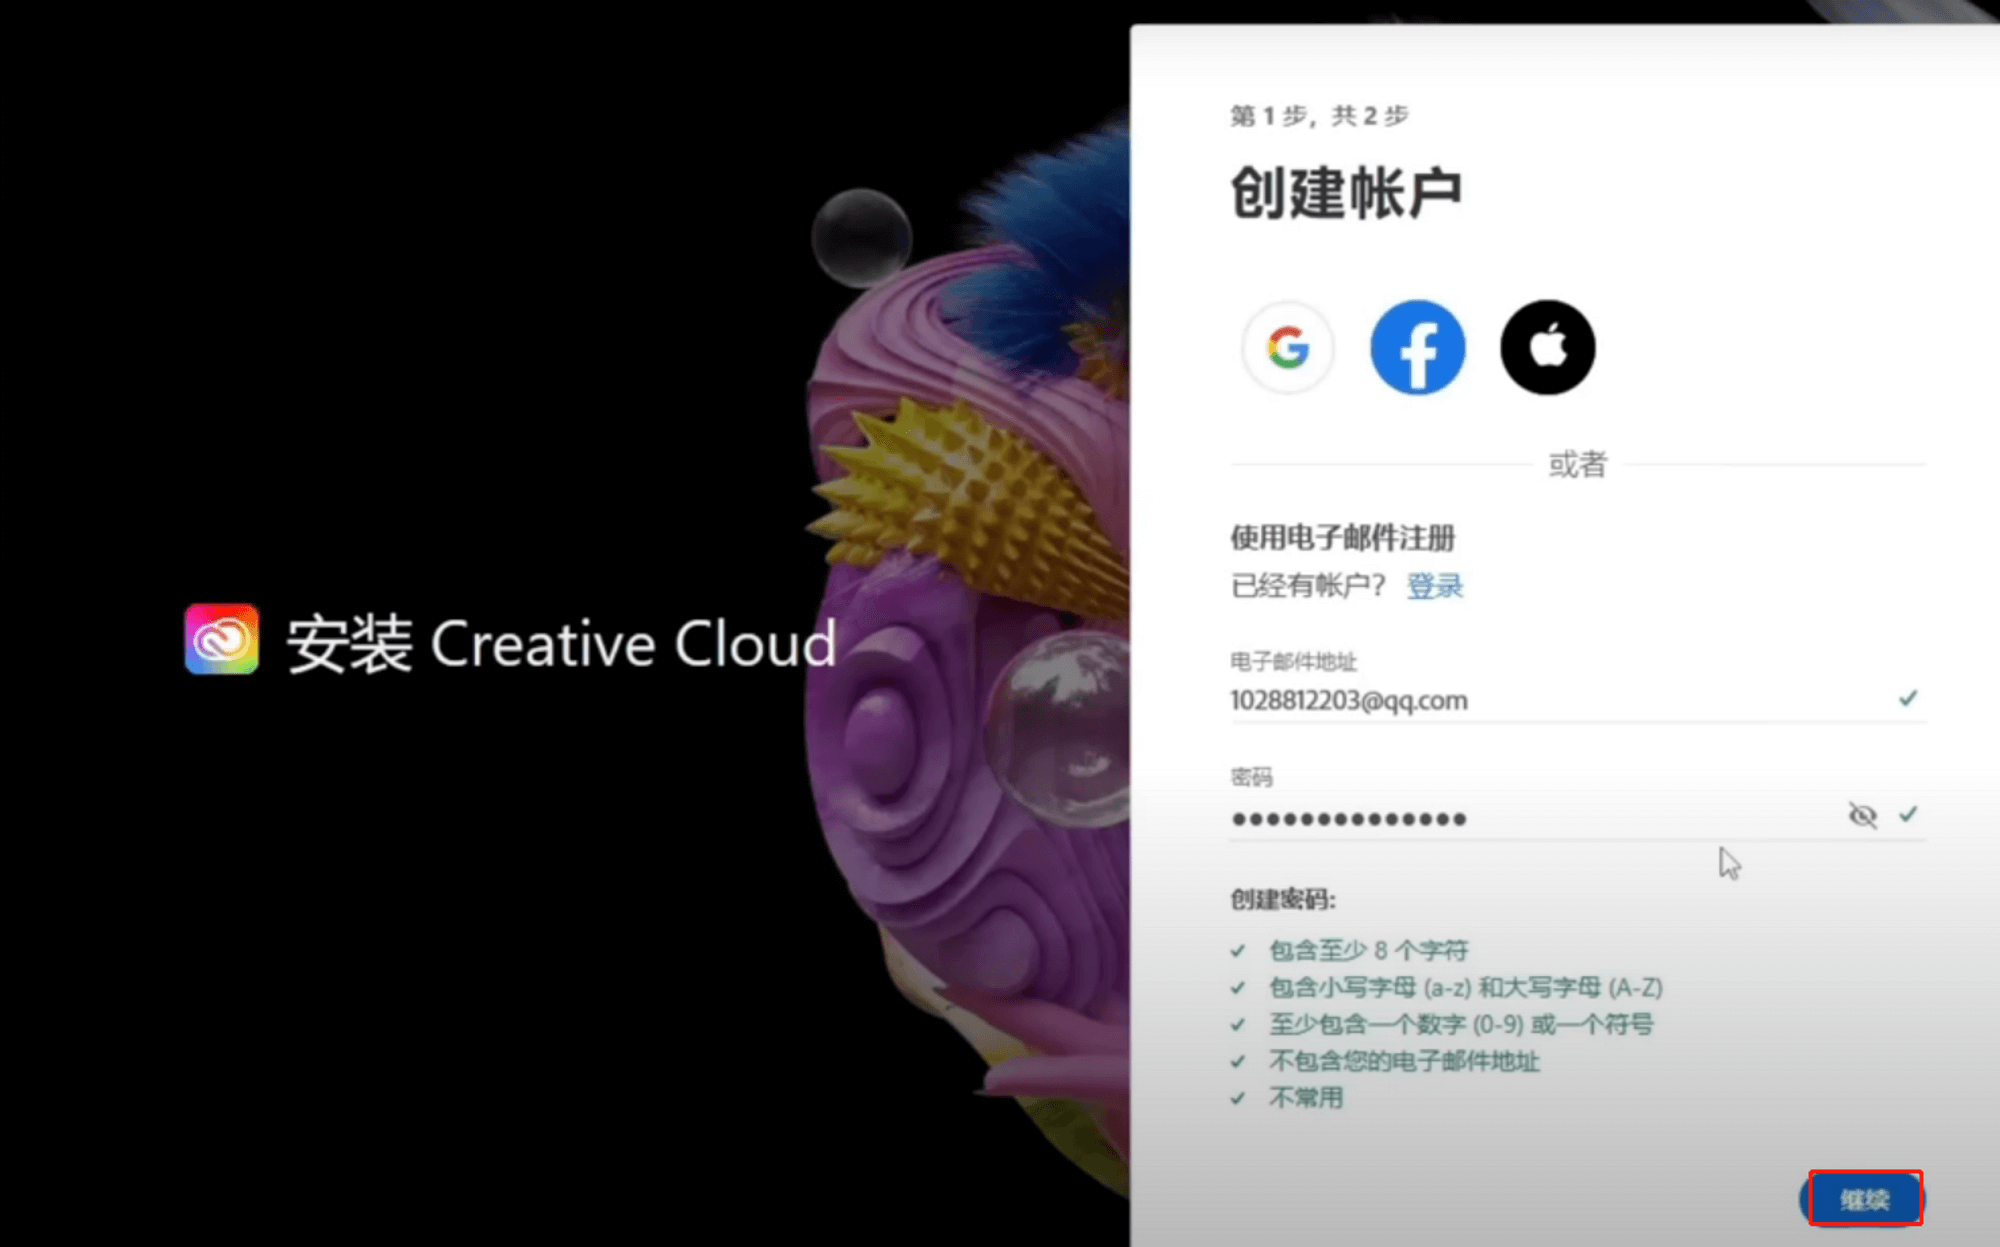 安装 Creative Cloud
第 1 步，共 2 步
创建帐户
或者
使用电子邮件注册
已经有帐户？ 登录
电子邮件地址
1028812203@qq.com
密码
••••••••••••••
创建密码:
包含至少 8 个字符
包含小写字母 (a-z) 和大写字母 (A-Z)
至少包含一个数字 (0-9) 或一个符号
不包含您的电子邮件地址
不常用
继续